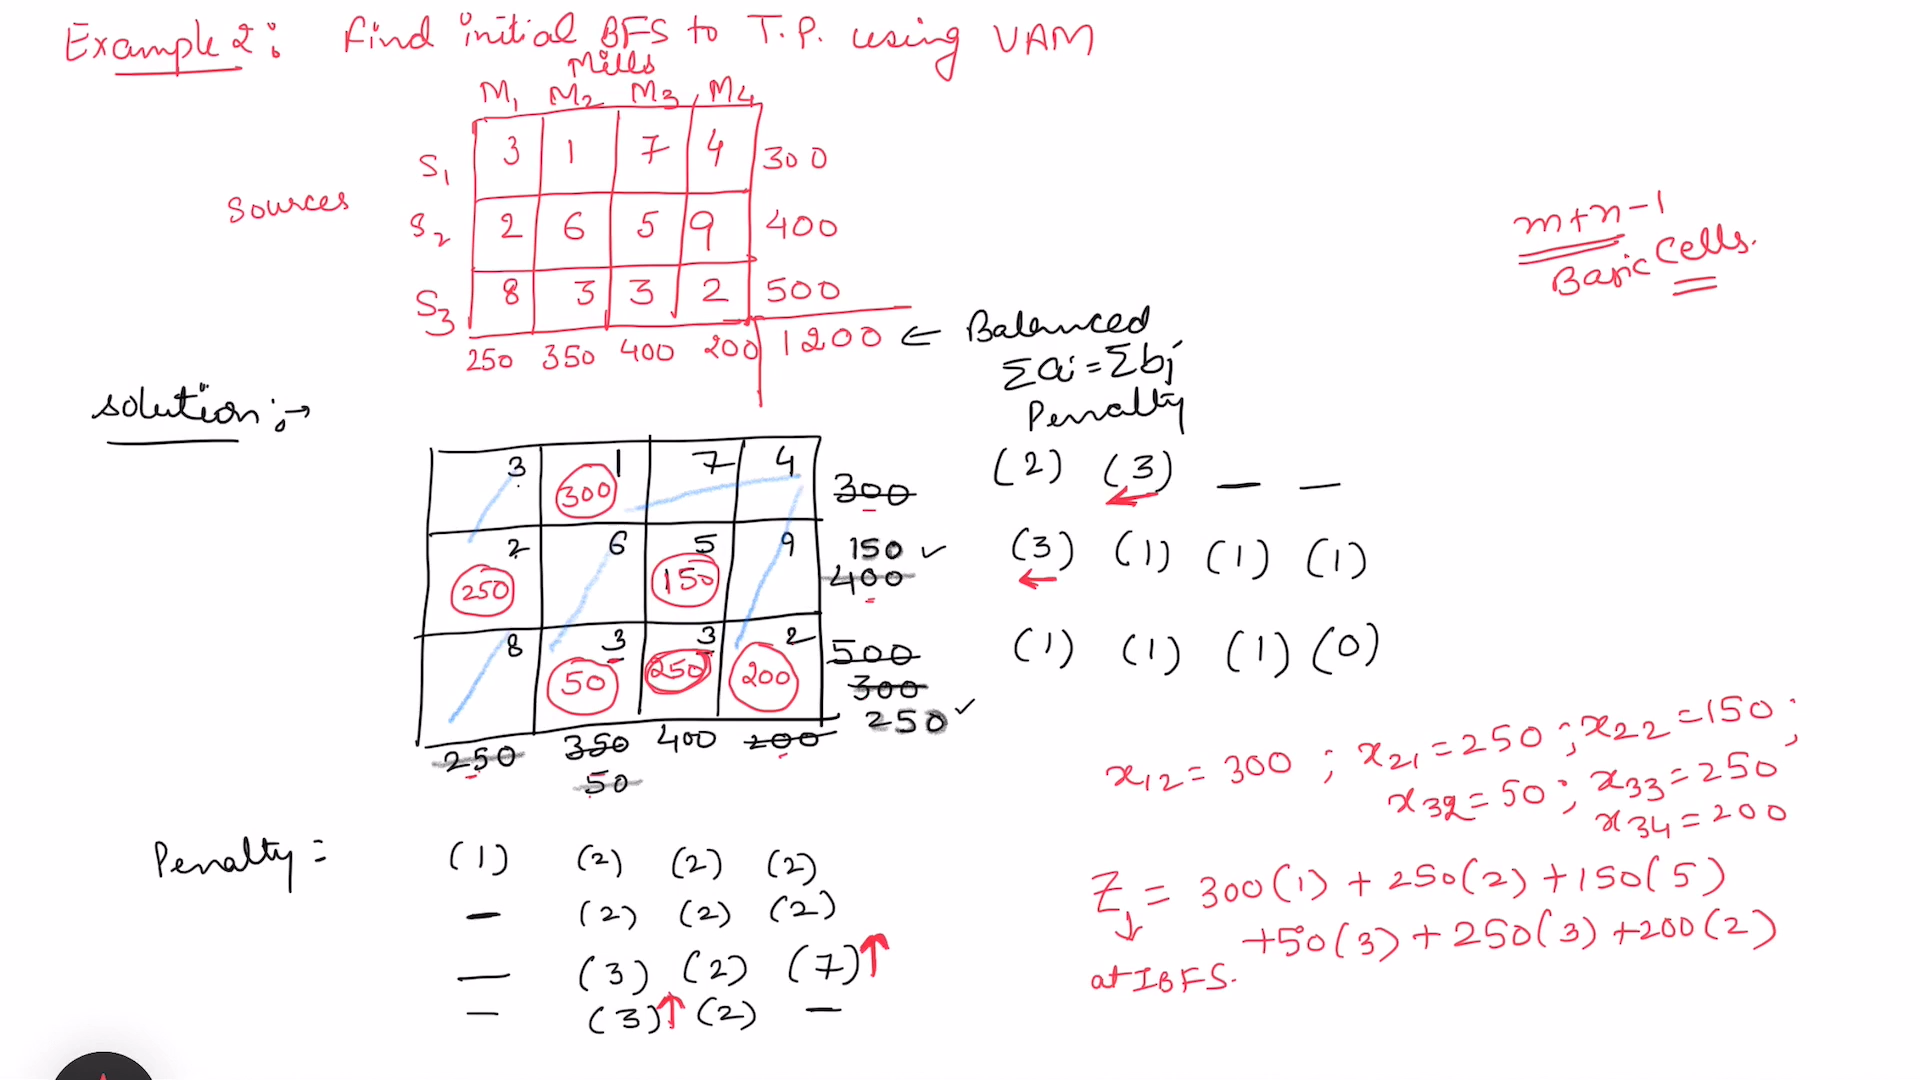 Example 2: Find initial BFS to T.P. using VAM
Mills
M1 M2 M3 M4
S1 3 1 7 4 300
Sources
S2 2 6 5 9 400
S3 8 3 3 2 500
250 350 400 200 1200 ← Balanced
Σai = Σbj
m+n-1
Basic Cells.
Solution :→
Penalty
3 1 7 4
300 300 (2) (3) — —
2 6 5 9 150 ✓
250 150 400 (3) (1) (1) (1)
8 3 3 2 500 (1) (1) (1) (0)
50 250 200 300
250 ✓
250 350 400 200
50
x12 = 300 ; x21 = 250 ; x22 = 150 ;
x32 = 50 ; x33 = 250
x34 = 200
Penalty = (1) (2) (2) (2)
— (2) (2) (2)
— (3) (2) (7)↑
— (3)↑ (2) —
Z = 300(1) + 250(2) + 150(5)
+50(3) + 250(3) + 200(2)
↓
at IBFS.